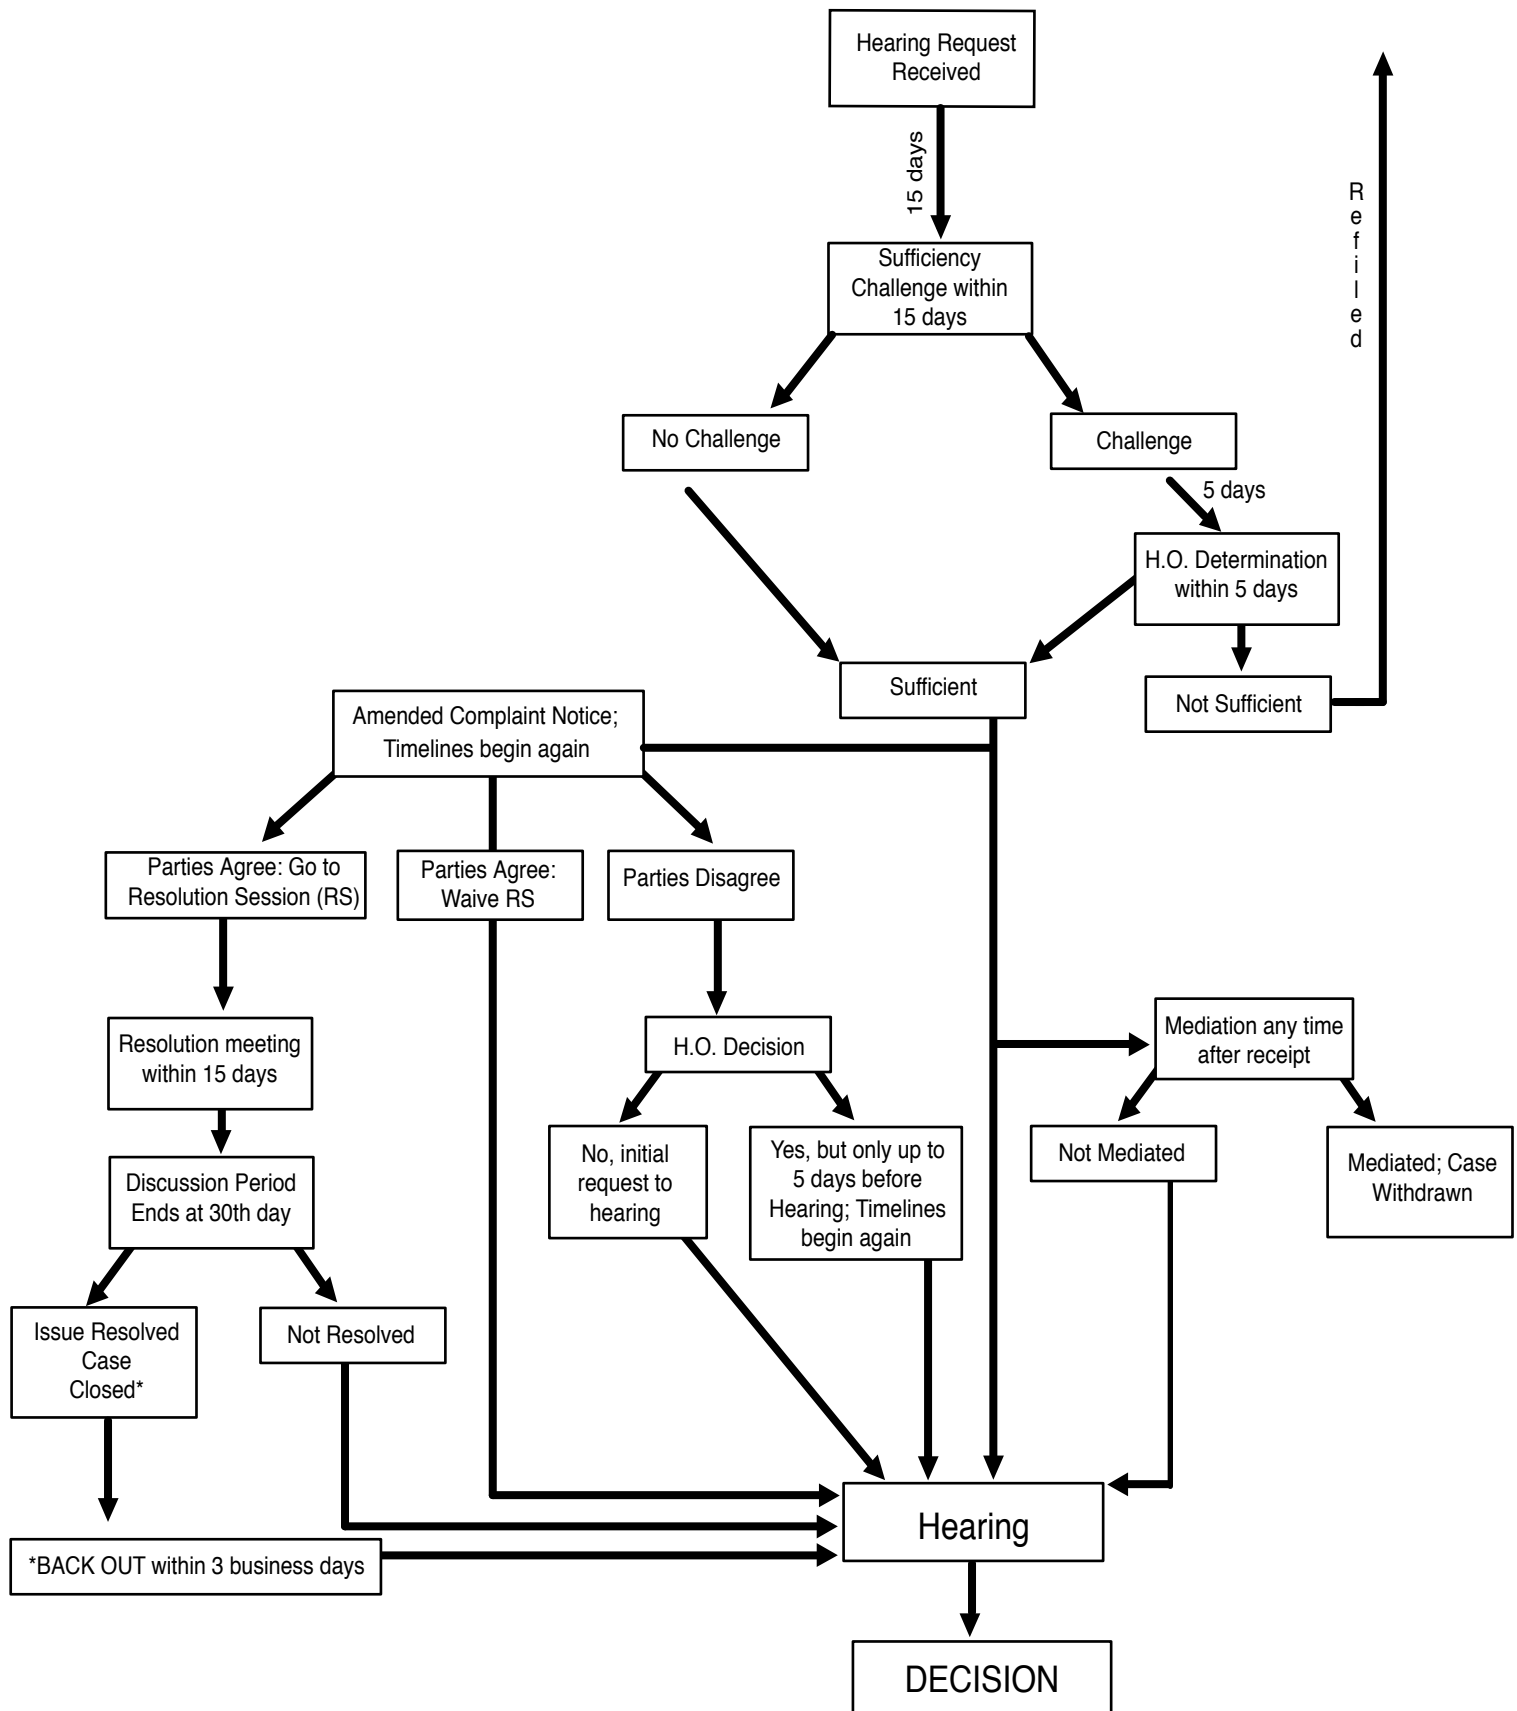 Hearing Request
Received
15 days
Refiled
Sufficiency
Challenge within
15 days
No Challenge
Challenge
5 days
H.O. Determination
within 5 days
Sufficient
Not Sufficient
Amended Complaint Notice;
Timelines begin again
Parties Agree: Go to
Resolution Session (RS)
Parties Agree:
Waive RS
Parties Disagree
Resolution meeting
within 15 days
H.O. Decision
Mediation any time
after receipt
Discussion Period
Ends at 30th day
No, initial
request to
hearing
Yes, but only up to
5 days before
Hearing; Timelines
begin again
Not Mediated
Mediated; Case
Withdrawn
Issue Resolved
Case
Closed*
Not Resolved
*BACK OUT within 3 business days
Hearing
DECISION